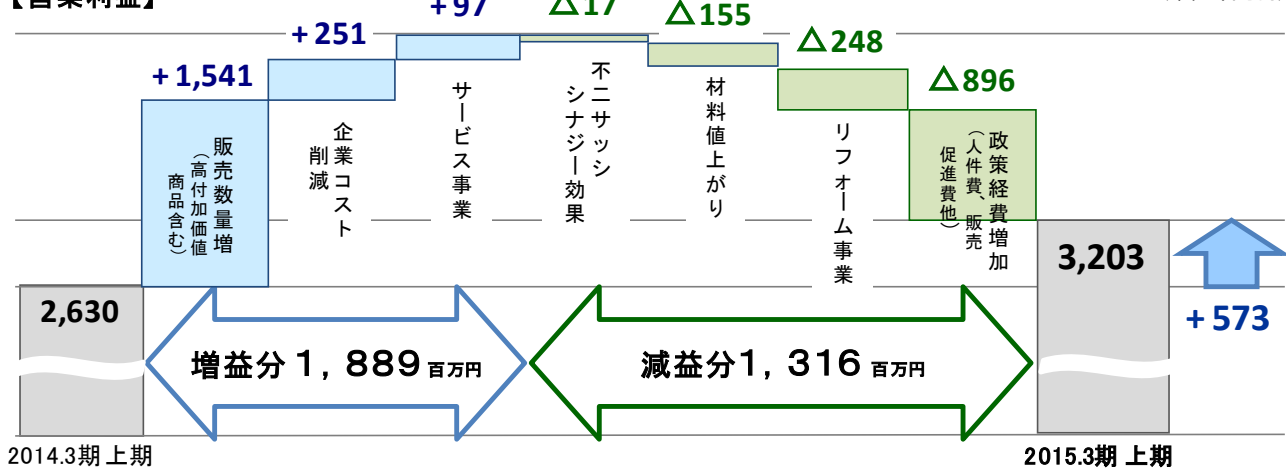 【営業利益】
+1,541
+251
+97
△17
△155
△248
△896
販売数量増
(高付加価値
商品含む)
企業コスト
削減
サービス事業
不二サッシ
シナジー効果
材料値上がり
リフォーム事業
政策経費増加
(人件費、販売
促進費他)
2,630
3,203
+573
増益分1,889百万円
減益分1,316百万円
2014.3期 上期
2015.3期 上期